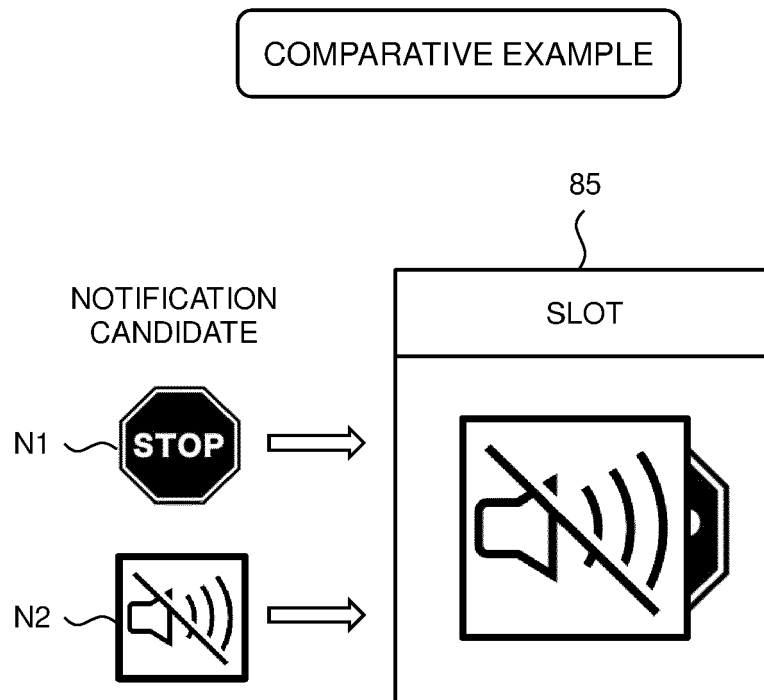 COMPARATIVE EXAMPLE
85
NOTIFICATION
CANDIDATE
SLOT
N1
STOP
N2